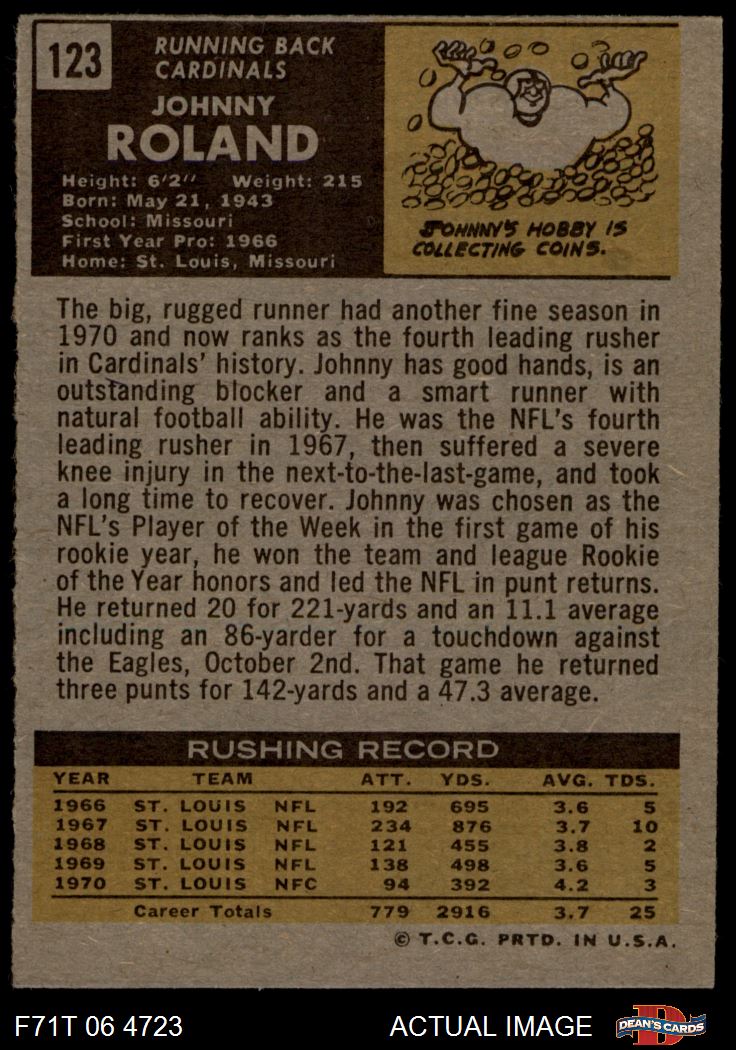 123
RUNNING BACK
CARDINALS
JOHNNY
ROLAND
Height: 6'2" Weight: 215
Born: May 21, 1943
School: Missouri
First Year Pro: 1966
Home: St. Louis, Missouri
JOHNNY'S HOBBY IS
COLLECTING COINS.
The big, rugged runner had another fine season in
1970 and now ranks as the fourth leading rusher
in Cardinals' history. Johnny has good hands, is an
outstanding blocker and a smart runner with
natural football ability. He was the NFL's fourth
leading rusher in 1967, then suffered a severe
knee injury in the next-to-the-last-game, and took
a long time to recover. Johnny was chosen as the
NFL's Player of the Week in the first game of his
rookie year, he won the team and league Rookie
of the Year honors and led the NFL in punt returns.
He returned 20 for 221-yards and an 11.1 average
including an 86-yarder for a touchdown against
the Eagles, October 2nd. That game he returned
three punts for 142-yards and a 47.3 average.
RUSHING RECORD
YEAR TEAM ATT. YDS. AVG. TDS.
1966 ST. LOUIS NFL 192 695 3.6 5
1967 ST. LOUIS NFL 234 876 3.7 10
1968 ST. LOUIS NFL 121 455 3.8 2
1969 ST. LOUIS NFL 138 498 3.6 5
1970 ST. LOUIS NFC 94 392 4.2 3
Career Totals 779 2916 3.7 25
© T.C.G. PRTD. IN U.S.A.
F71T 06 4723 ACTUAL IMAGE
D
DEAN'S CARDS